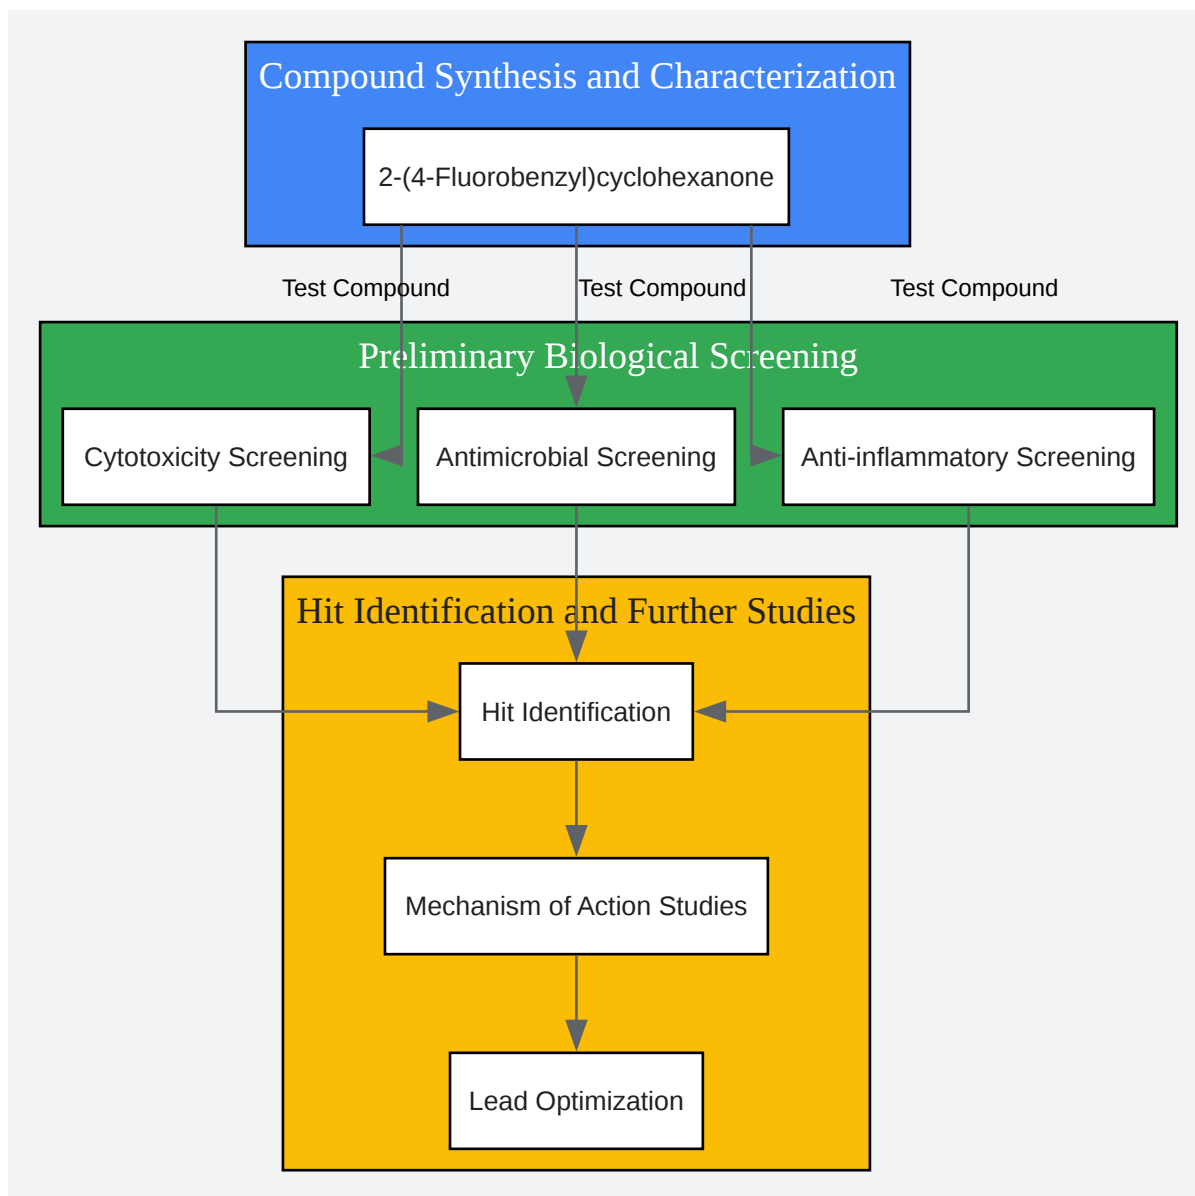 Compound Synthesis and Characterization
2-(4-Fluorobenzyl)cyclohexanone
Test Compound
Test Compound
Test Compound
Preliminary Biological Screening
Cytotoxicity Screening
Antimicrobial Screening
Anti-inflammatory Screening
Hit Identification and Further Studies
Hit Identification
Mechanism of Action Studies
Lead Optimization